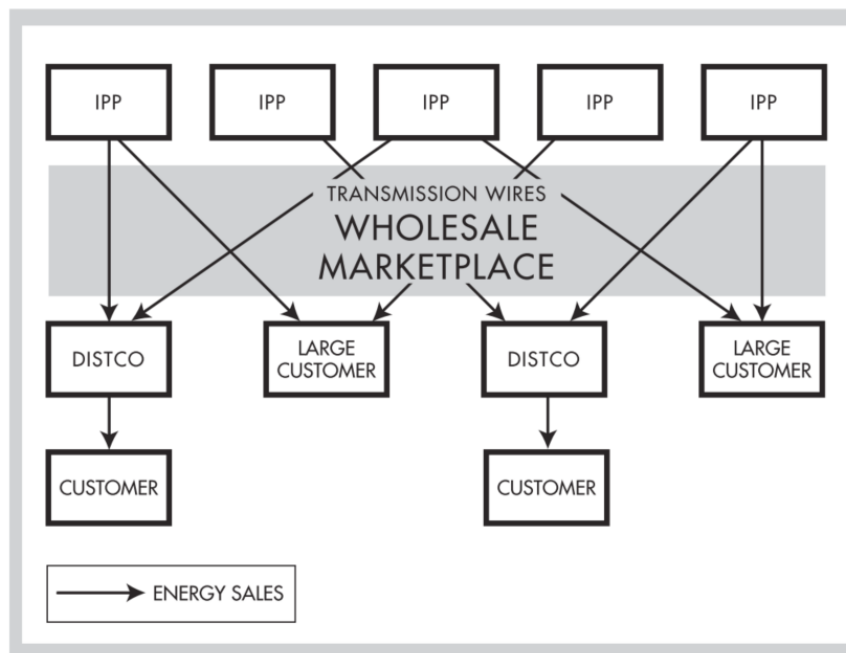 IPP
IPP
IPP
IPP
IPP
TRANSMISSION WIRES
WHOLESALE
MARKETPLACE
DISTCO
LARGE
CUSTOMER
DISTCO
LARGE
CUSTOMER
CUSTOMER
CUSTOMER
ENERGY SALES